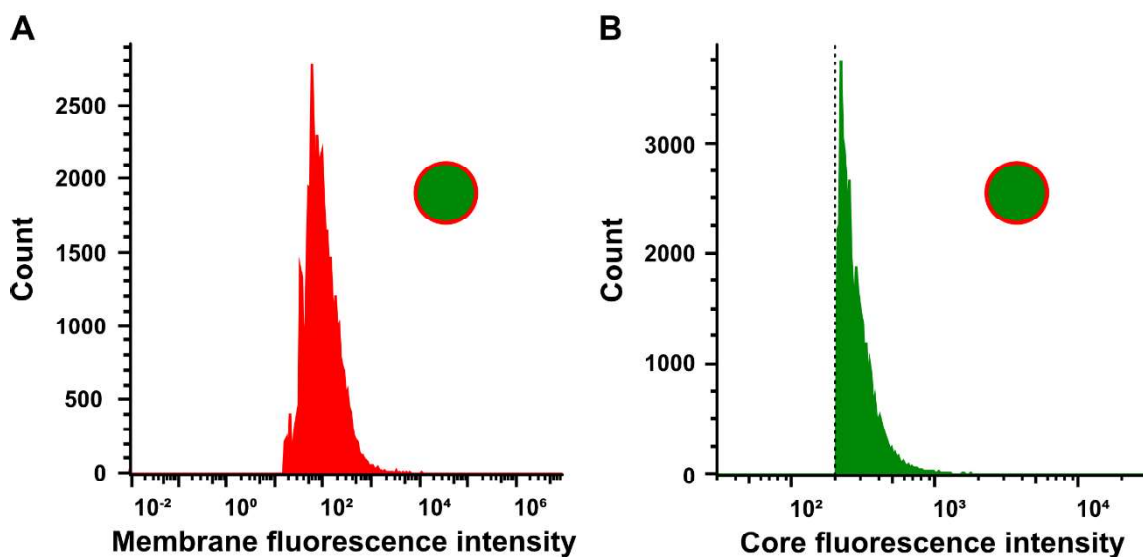 A
Count
2500
2000
1500
1000
500
0
10⁻² 10⁰ 10² 10⁴ 10⁶
Membrane fluorescence intensity
B
Count
3000
2000
1000
0
10² 10³ 10⁴
Core fluorescence intensity